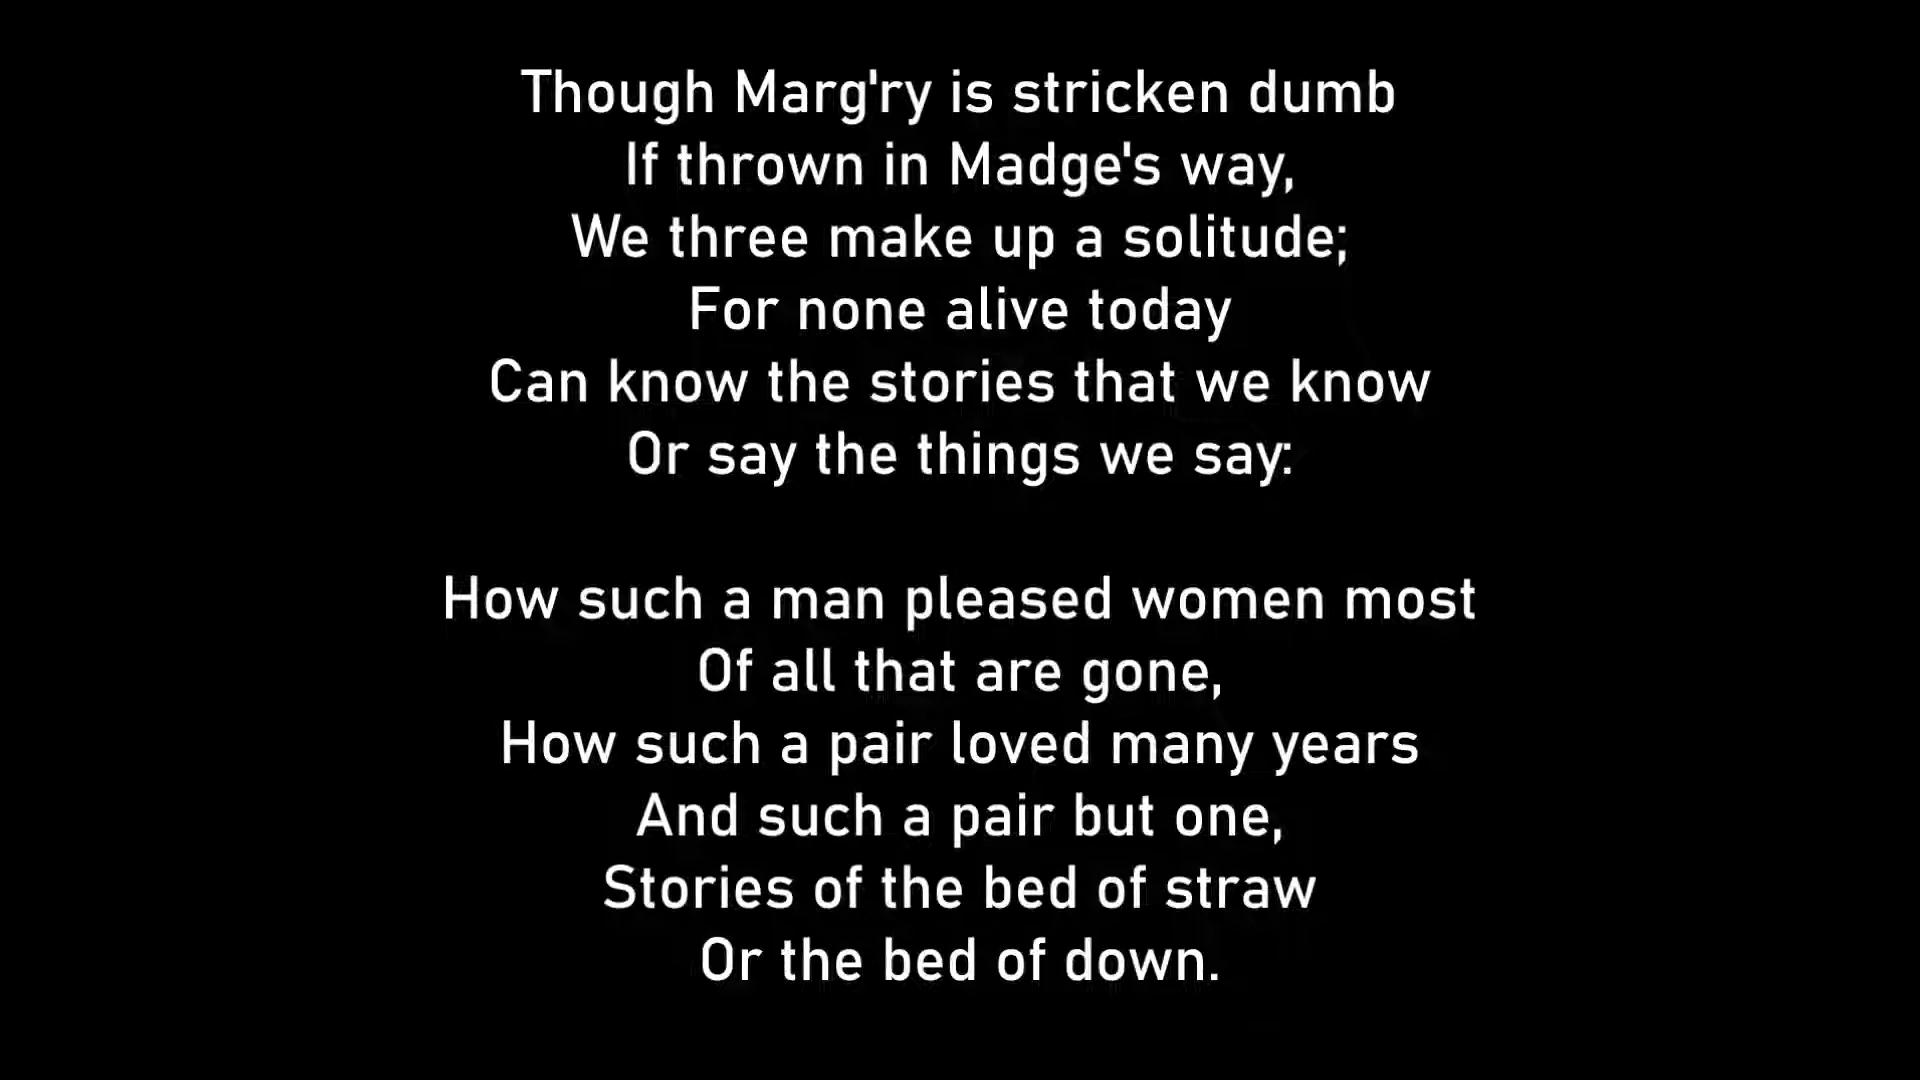 Though Marg'ry is stricken dumb
If thrown in Madge's way,
We three make up a solitude;
For none alive today
Can know the stories that we know
Or say the things we say:

How such a man pleased women most
Of all that are gone,
How such a pair loved many years
And such a pair but one,
Stories of the bed of straw
Or the bed of down.